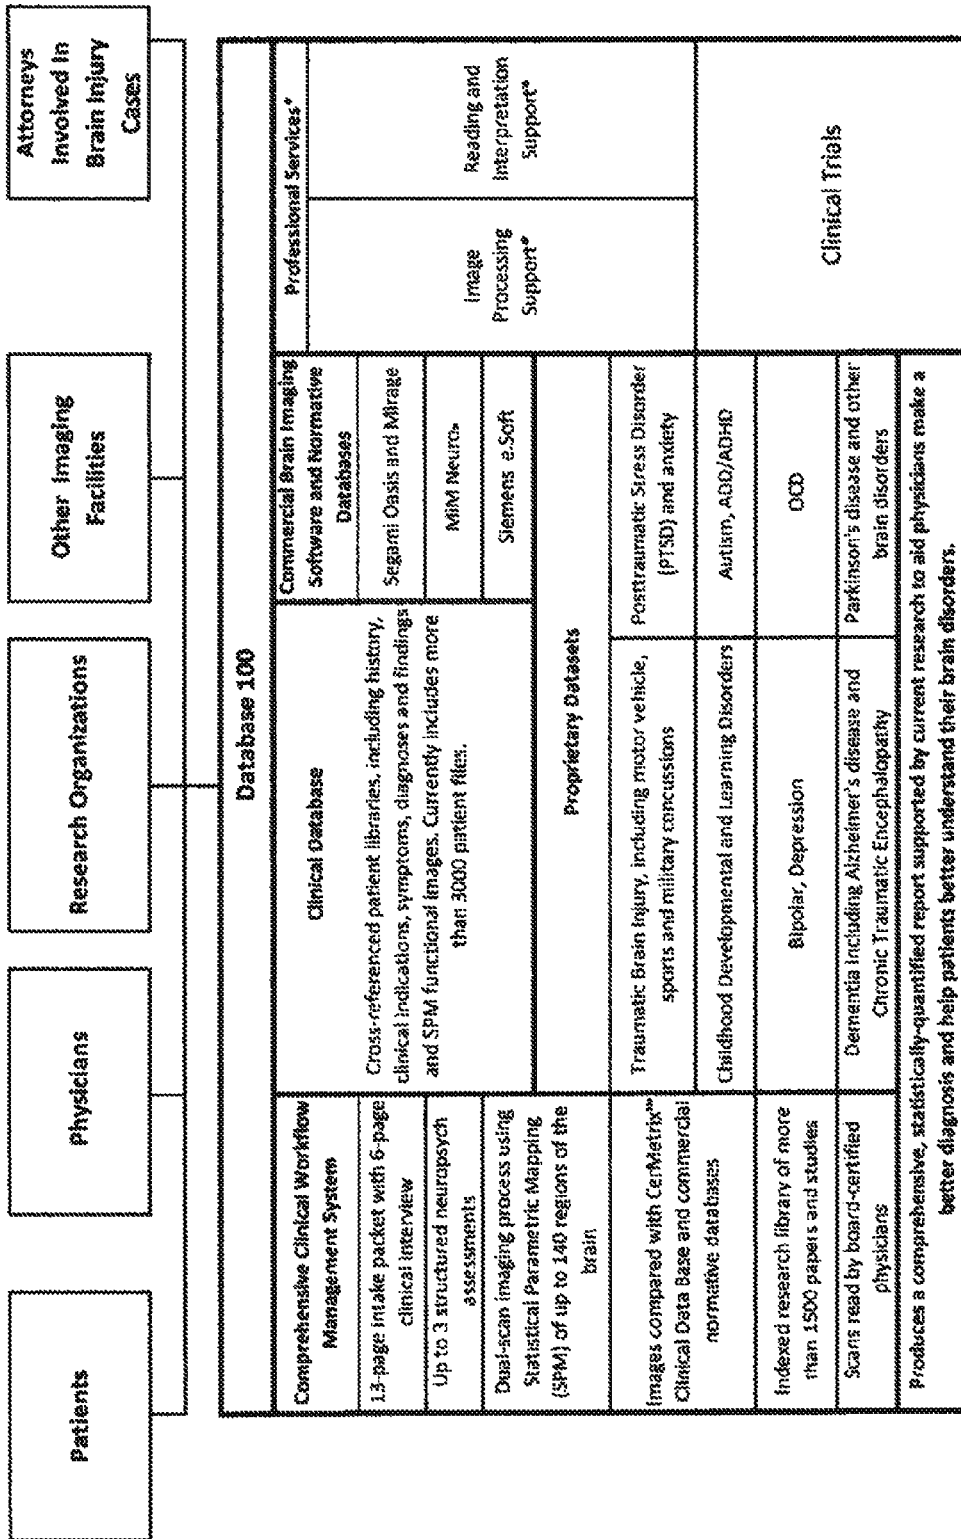 Patients
Physicians
Research Organizations
Other Imaging
Facilities
Attorneys
Involved In
Brain Injury
Cases
Database 100
Comprehensive Clinical Workflow
Management System
13-page intake packet with 6-page
clinical interview
Up to 3 structured neuropsych
assessments
Dual-scan imaging process using
Statistical Parametric Mapping
(SPM) of up to 140 regions of the
brain
Images compared with CerMetrix™
Clinical Data Base and commercial
normative databases
Indexed research library of more
than 1500 papers and studies
Scans read by board-certified
physicians
Clinical Database
Cross-referenced patient libraries, including history,
clinical indications, symptoms, diagnoses and findings
and SPM functional images. Currently includes more
than 3000 patient files.
Commercial Brain Imaging
Software and Normative
Databases
Segami Oasis and Mirage
MiM Neuro
Siemens e.Soft
Proprietary Datasets
Traumatic Brain Injury, including motor vehicle,
sports and military concussions
Posttraumatic Stress Disorder
(PTSD) and anxiety
Childhood Developmental and Learning Disorders
Autism, ADD/ADHD
Bipolar, Depression
OCD
Dementia Including Alzheimer's disease and
Chronic Traumatic Encephalopathy
Parkinson's disease and other
brain disorders
Professional Services*
Image
Processing
Support*
Reading and
Interpretation
Support*
Clinical Trials
Produces a comprehensive, statistically-quantified report supported by current research to aid physicians make a
better diagnosis and help patients better understand their brain disorders.